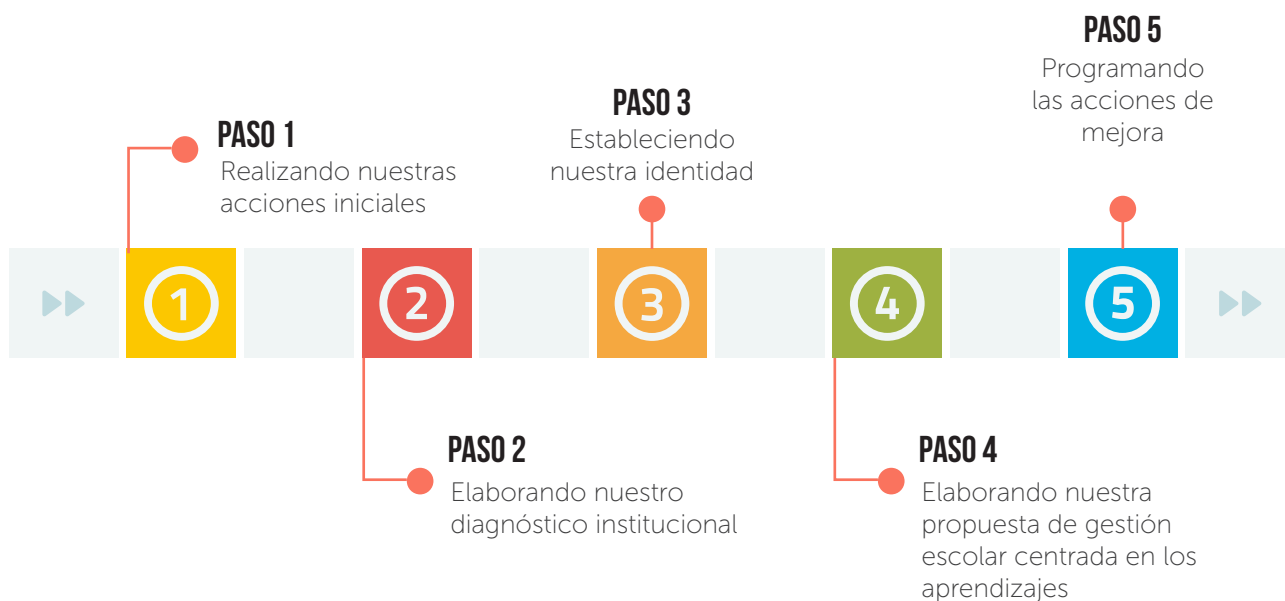 PASO 1
Realizando nuestras
acciones iniciales
PASO 3
Estableciendo
nuestra identidad
PASO 5
Programando
las acciones de
mejora
1
2
3
4
5
PASO 2
Elaborando nuestro
diagnóstico institucional
PASO 4
Elaborando nuestra
propuesta de gestión
escolar centrada en los
aprendizajes